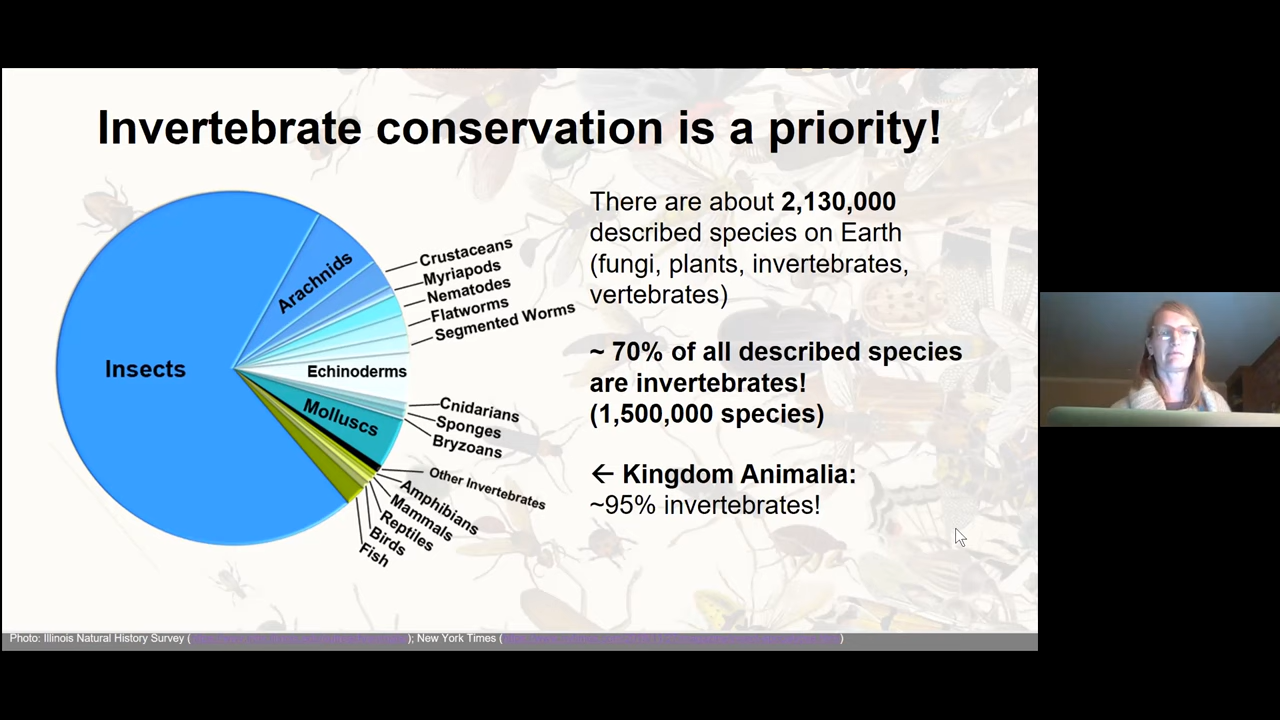 Invertebrate conservation is a priority!
There are about 2,130,000
described species on Earth
(fungi, plants, invertebrates,
vertebrates)
~ 70% of all described species
are invertebrates!
(1,500,000 species)
← Kingdom Animalia:
~95% invertebrates!
Insects
Arachnids
Crustaceans
Myriapods
Nematodes
Flatworms
Segmented Worms
Echinoderms
Cnidarians
Sponges
Bryzoans
Molluscs
Other Invertebrates
Amphibians
Mammals
Reptiles
Birds
Fish
Photo: Illinois Natural History Survey ( ); New York Times ( )